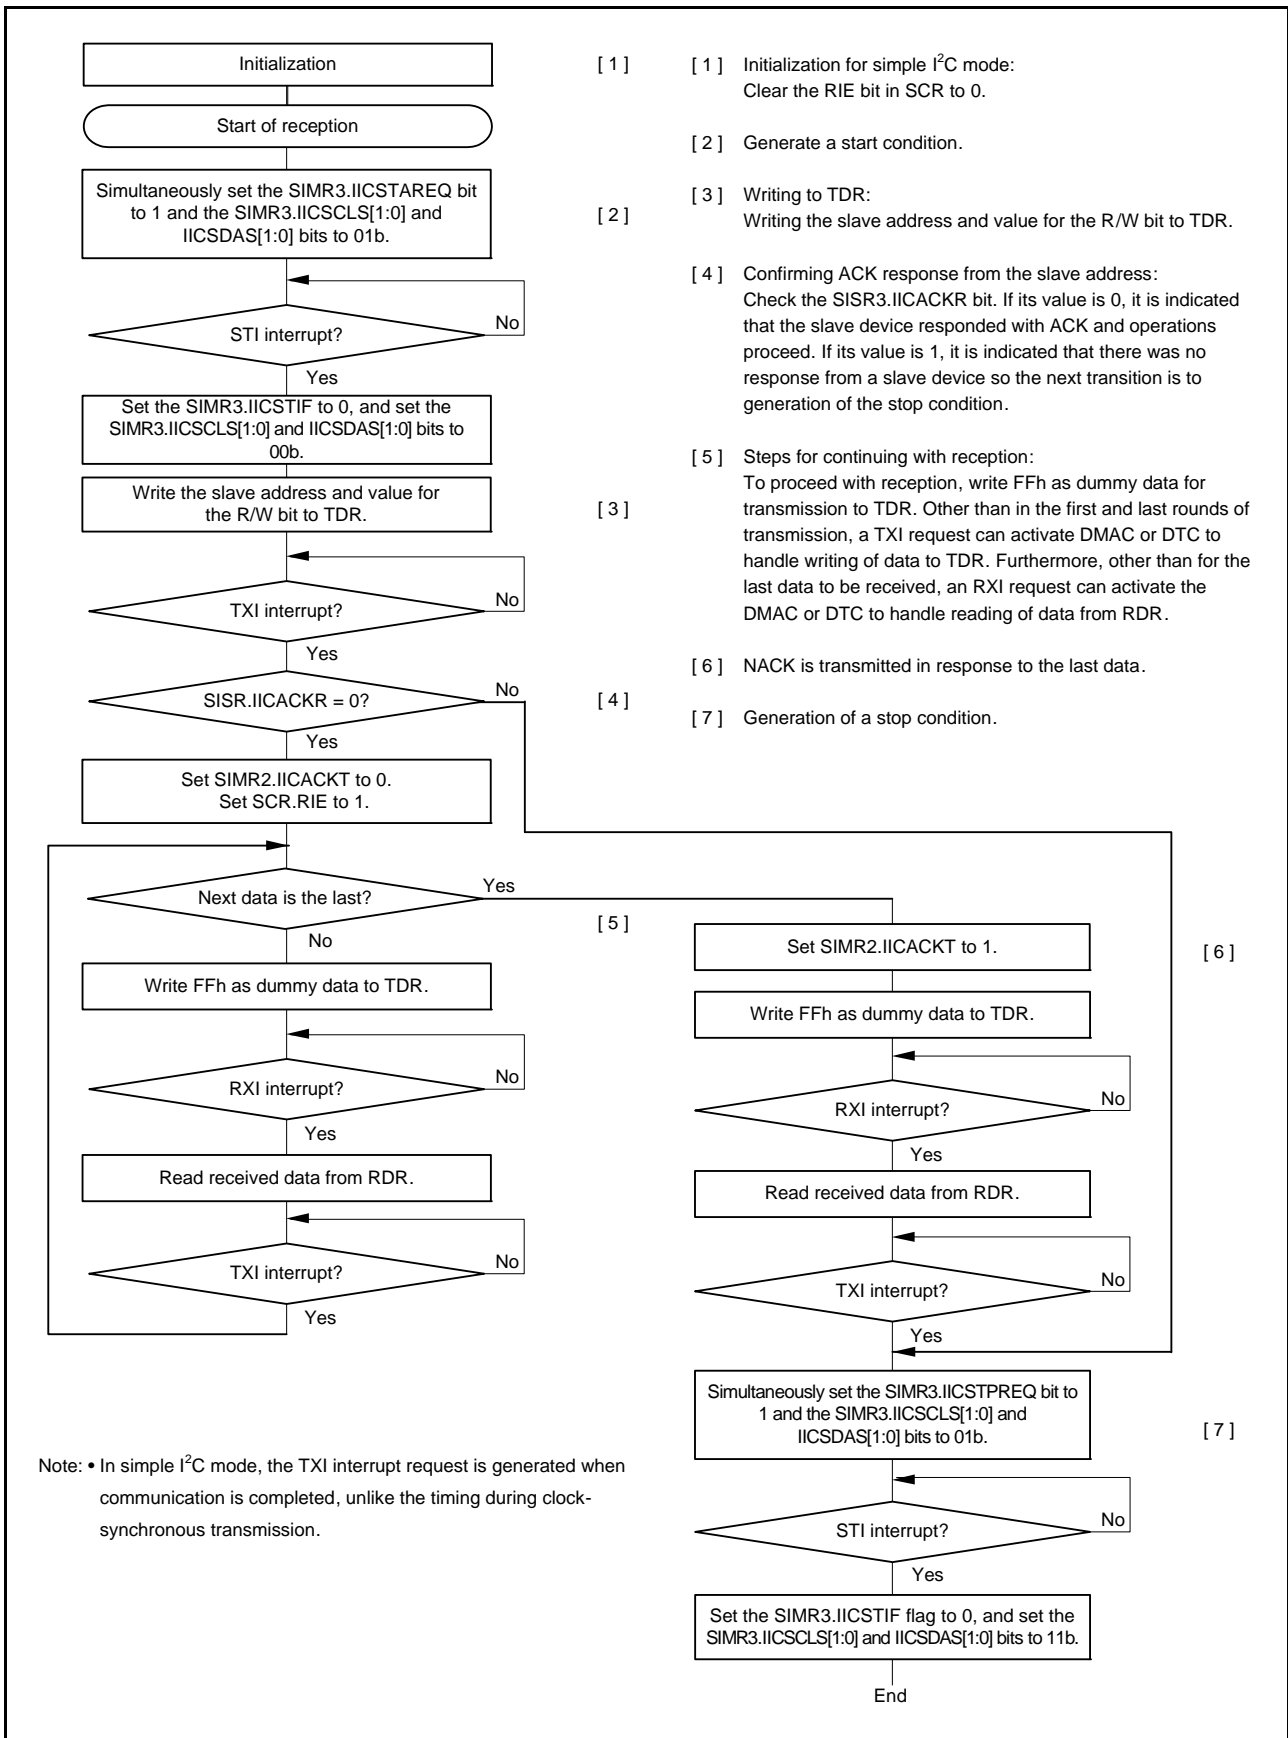 Initialization
[ 1 ]
Start of reception
Simultaneously set the SIMR3.IICSTAREQ bit
to 1 and the SIMR3.IICSCLS[1:0] and
IICSDAS[1:0] bits to 01b.
[ 2 ]
STI interrupt?
No
Yes
Set the SIMR3.IICSTIF to 0, and set the
SIMR3.IICSCLS[1:0] and IICSDAS[1:0] bits to
00b.
Write the slave address and value for
the R/W bit to TDR.
[ 3 ]
TXI interrupt?
No
Yes
SISR.IICACKR = 0?
No
[ 4 ]
Yes
Set SIMR2.IICACKT to 0.
Set SCR.RIE to 1.
Next data is the last?
Yes
[ 5 ]
No
Write FFh as dummy data to TDR.
RXI interrupt?
No
Yes
Read received data from RDR.
TXI interrupt?
No
Yes
[ 1 ] Initialization for simple I²C mode:
Clear the RIE bit in SCR to 0.
[ 2 ] Generate a start condition.
[ 3 ] Writing to TDR:
Writing the slave address and value for the R/W bit to TDR.
[ 4 ] Confirming ACK response from the slave address:
Check the SISR3.IICACKR bit. If its value is 0, it is indicated
that the slave device responded with ACK and operations
proceed. If its value is 1, it is indicated that there was no
response from a slave device so the next transition is to
generation of the stop condition.
[ 5 ] Steps for continuing with reception:
To proceed with reception, write FFh as dummy data for
transmission to TDR. Other than in the first and last rounds of
transmission, a TXI request can activate DMAC or DTC to
handle writing of data to TDR. Furthermore, other than for the
last data to be received, an RXI request can activate the
DMAC or DTC to handle reading of data from RDR.
[ 6 ] NACK is transmitted in response to the last data.
[ 7 ] Generation of a stop condition.
Set SIMR2.IICACKT to 1.
[ 6 ]
Write FFh as dummy data to TDR.
RXI interrupt?
No
Yes
Read received data from RDR.
TXI interrupt?
No
Yes
Simultaneously set the SIMR3.IICSTPREQ bit to
1 and the SIMR3.IICSCLS[1:0] and
IICSDAS[1:0] bits to 01b.
[ 7 ]
STI interrupt?
No
Yes
Set the SIMR3.IICSTIF flag to 0, and set the
SIMR3.IICSCLS[1:0] and IICSDAS[1:0] bits to 11b.
End
Note: • In simple I²C mode, the TXI interrupt request is generated when
communication is completed, unlike the timing during clock-
synchronous transmission.